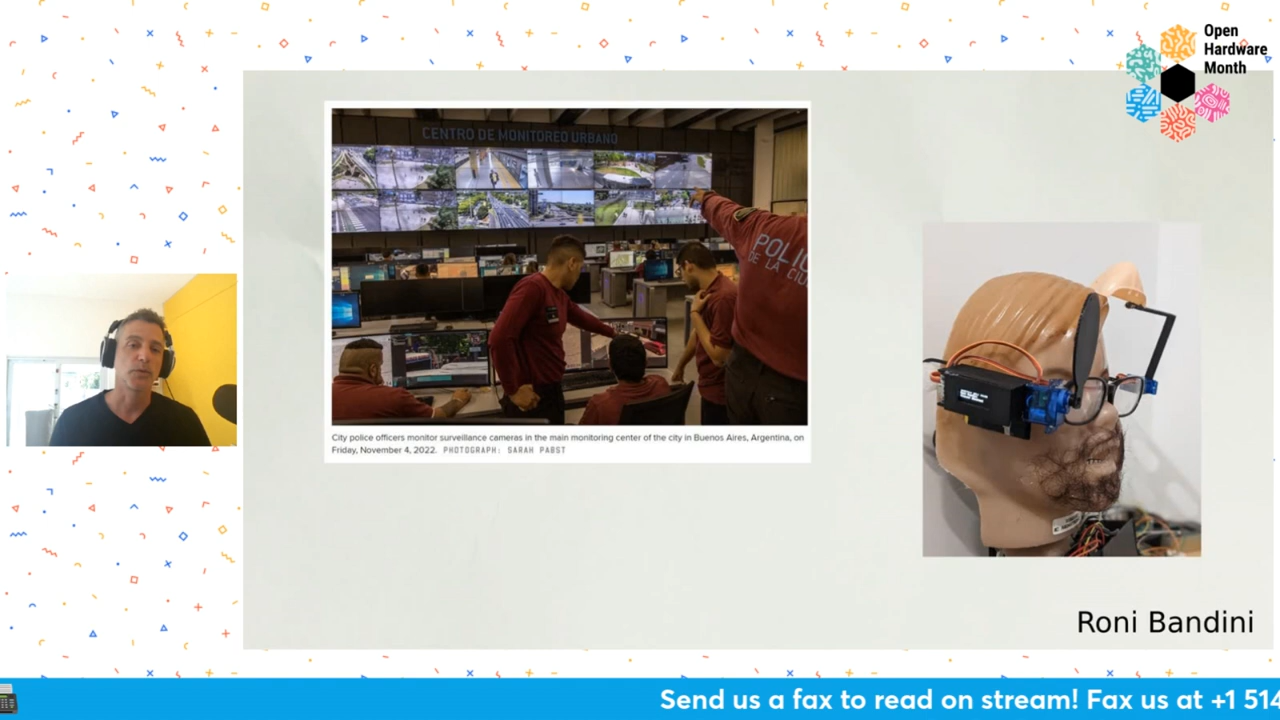 Open
Hardware
Month
CENTRO DE MONITOREO URBANO
POLIC
DE LA CIU
City police officers monitor surveillance cameras in the main monitoring center of the city in Buenos Aires, Argentina, on
Friday, November 4, 2022. PHOTOGRAPH: SARAH PABST
Roni Bandini
Send us a fax to read on stream! Fax us at +1 514